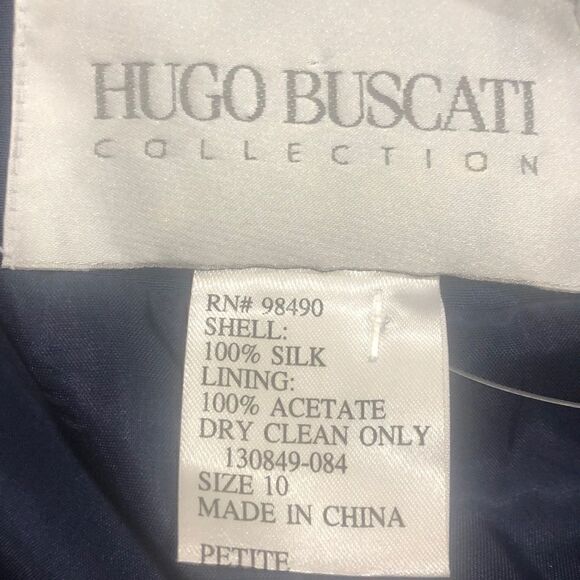 HUGO BUSCATI
COLLECTION
RN# 98490
SHELL:
100% SILK
LINING:
100% ACETATE
DRY CLEAN ONLY
130849-084
SIZE 10
MADE IN CHINA
PETITE